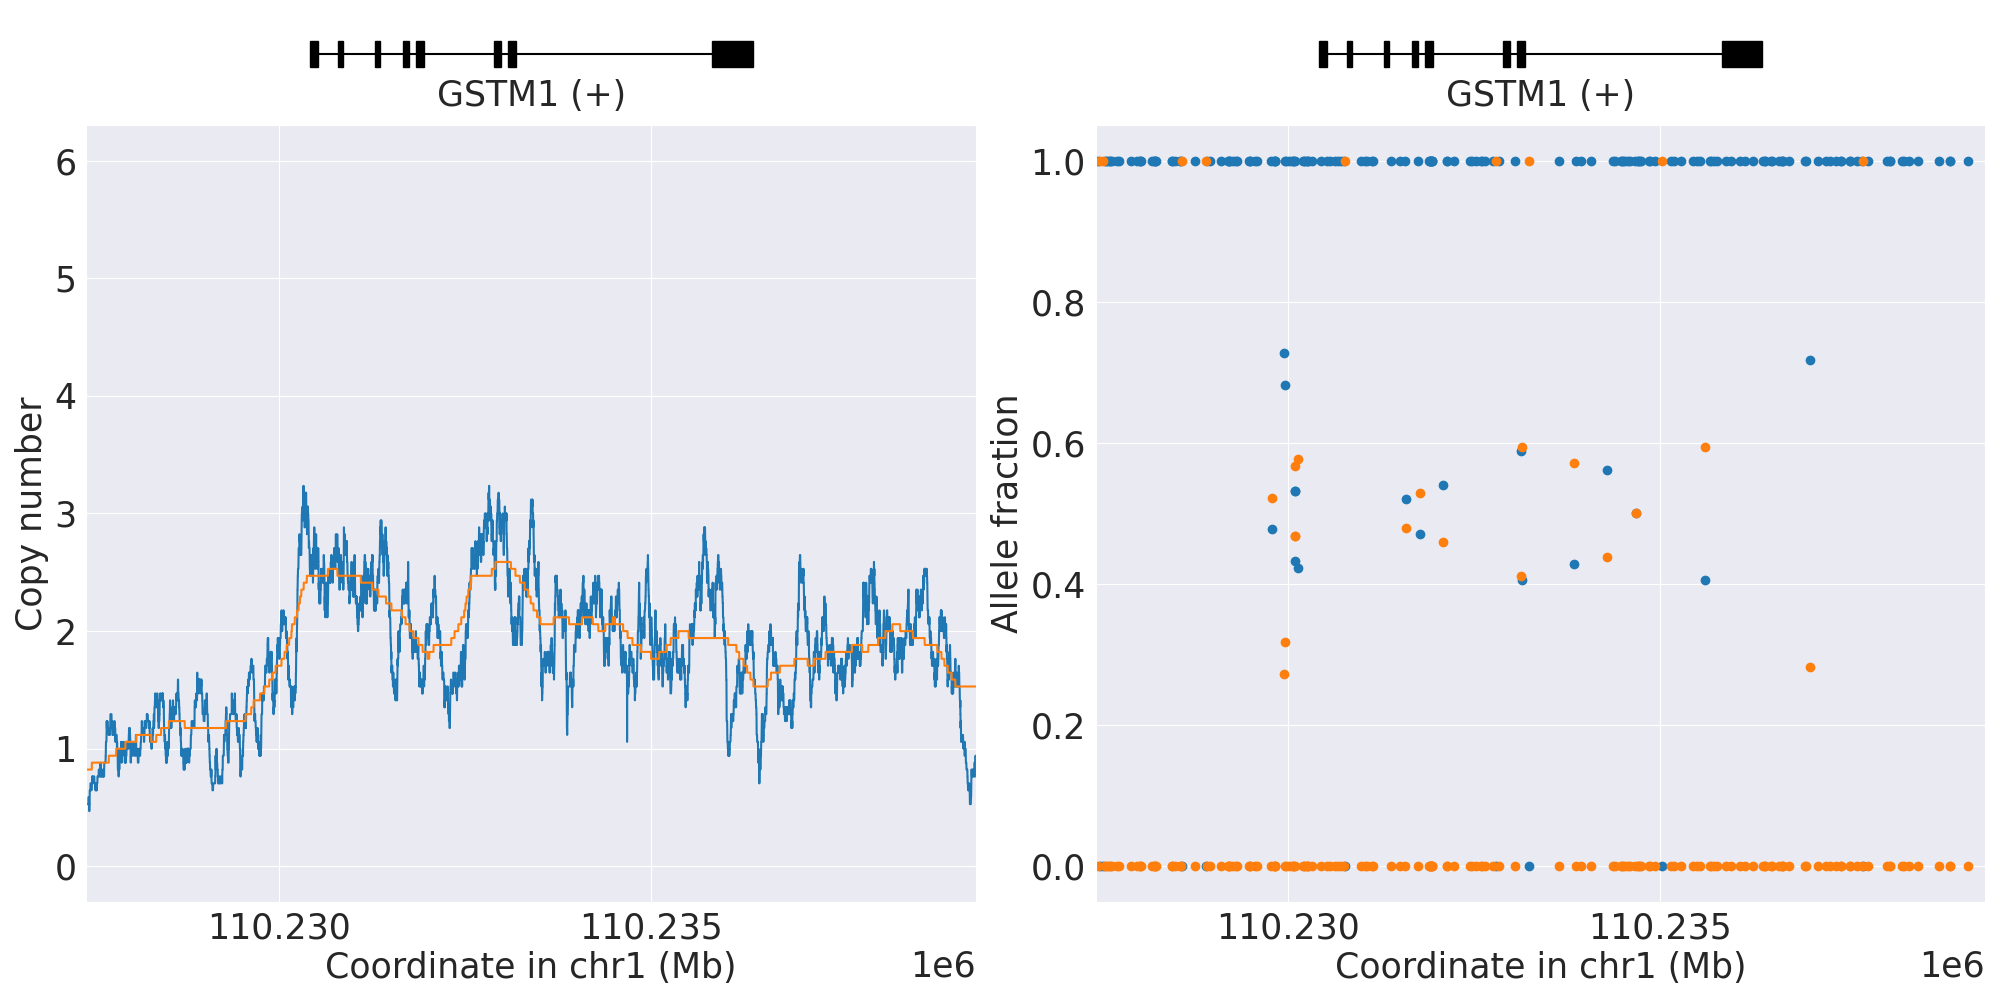 GSTM1 (+)
6
5
4
3
2
1
0
Copy number
110.230
110.235
Coordinate in chr1 (Mb)
1e6
GSTM1 (+)
1.0
0.8
0.6
0.4
0.2
0.0
Allele fraction
110.230
110.235
Coordinate in chr1 (Mb)
1e6